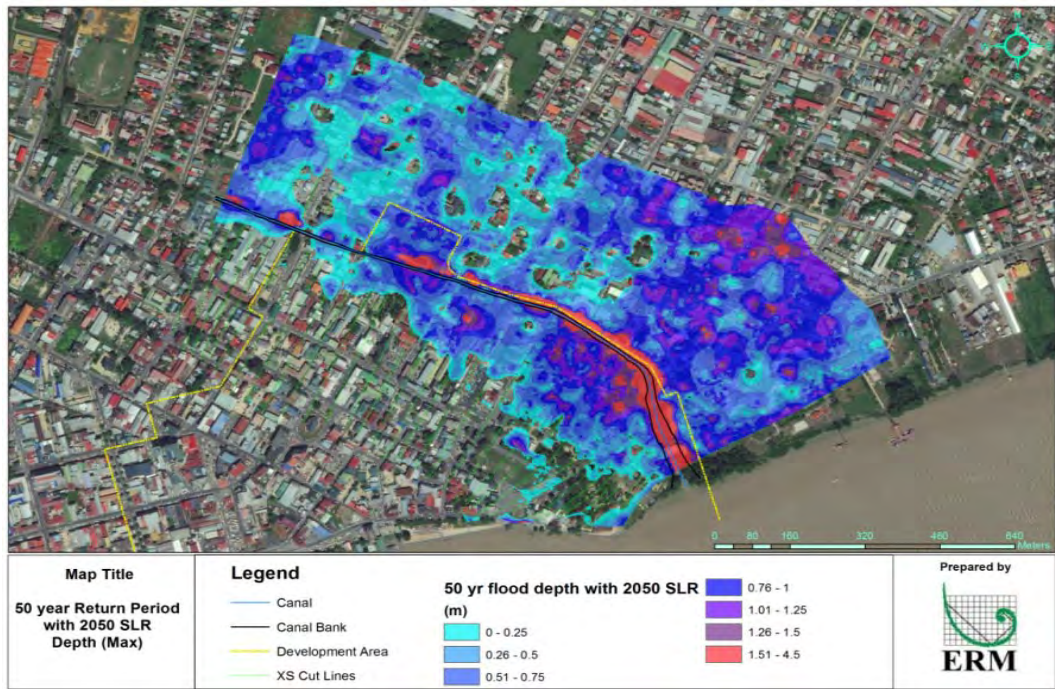 0 80 160 320 460 640
Meters
Map Title
50 year Return Period
with 2050 SLR
Depth (Max)
Legend
Canal
Canal Bank
Development Area
XS Cut Lines
50 yr flood depth with 2050 SLR
(m)
0 - 0.25
0.26 - 0.5
0.51 - 0.75
0.76 - 1
1.01 - 1.25
1.26 - 1.5
1.51 - 4.5
Prepared by
ERM